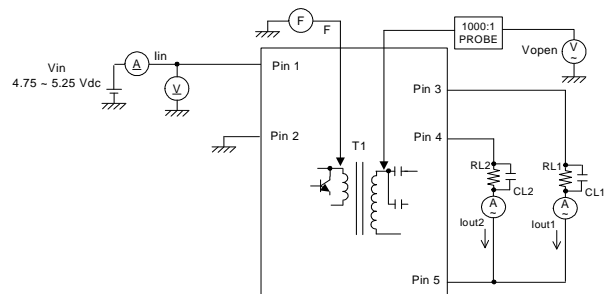 F
F
1000:1
PROBE
Vopen
V
~
Vin
4.75 ~ 5.25 Vdc
A
Iin
V
Pin 1
Pin 2
Pin 3
Pin 4
T1
RL2
CL2
RL1
CL1
A
~
A
~
Iout2
Iout1
Pin 5